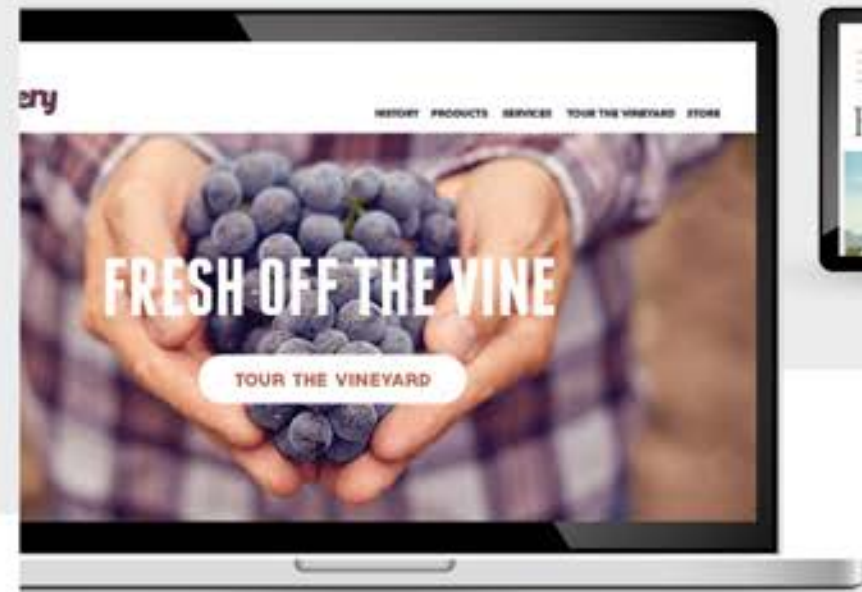 ery
HISTORY PRODUCTS SERVICES TOUR THE VINEYARD STORE
FRESH OFF THE VINE
TOUR THE VINEYARD